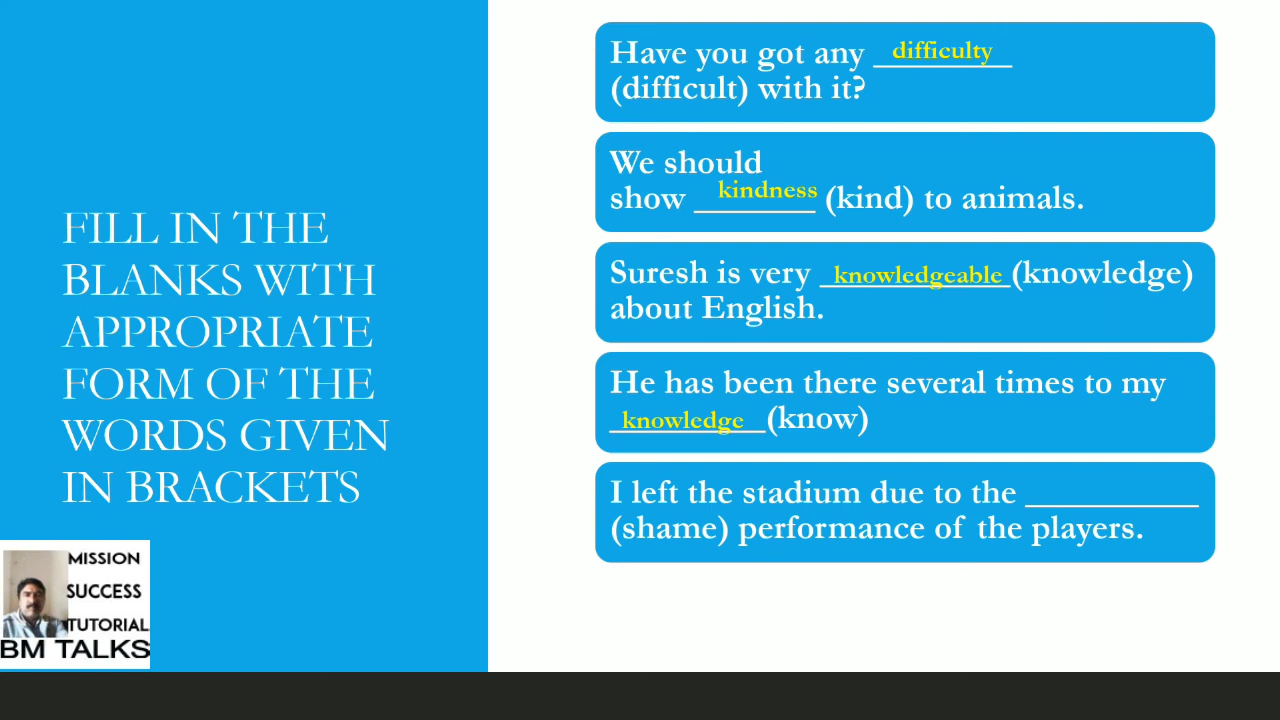 FILL IN THE
BLANKS WITH
APPROPRIATE
FORM OF THE
WORDS GIVEN
IN BRACKETS
MISSION
SUCCESS
TUTORIAL
BM TALKS
Have you got any difficulty
(difficult) with it?
We should
show kindness (kind) to animals.
Suresh is very knowledgeable (knowledge)
about English.
He has been there several times to my
knowledge (know)
I left the stadium due to the __________
(shame) performance of the players.